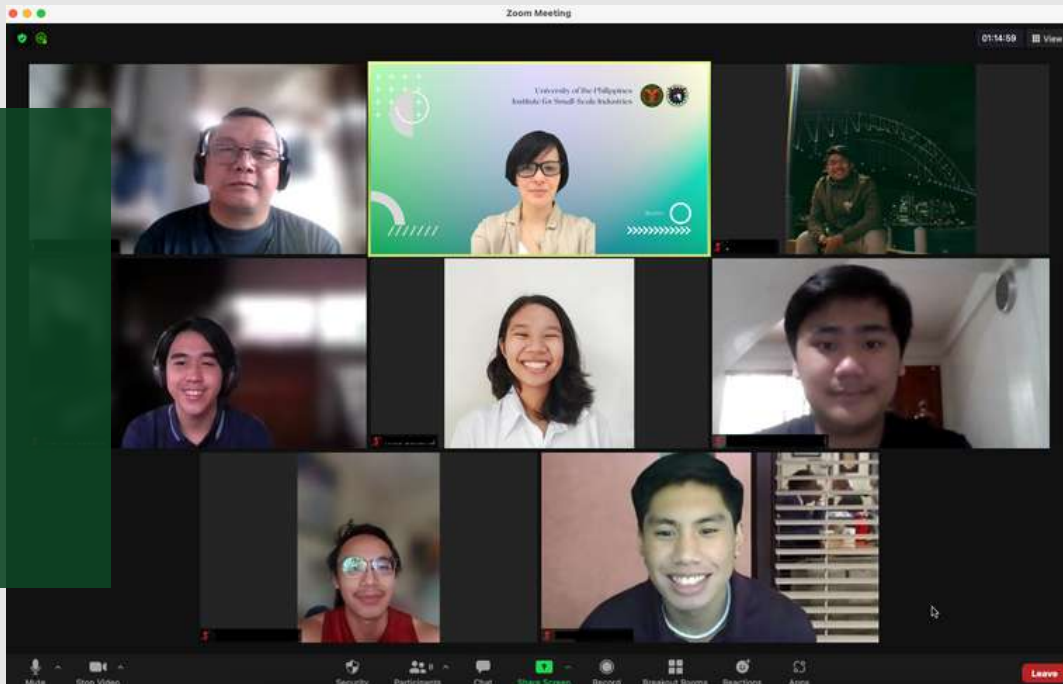 Zoom Meeting
01:14:59 View
University of the Philippines
Institute for Small-Scale Industries
Mute Stop Video Security Participants 8 Chat Share Screen Record Breakout Rooms Reactions Apps Leave